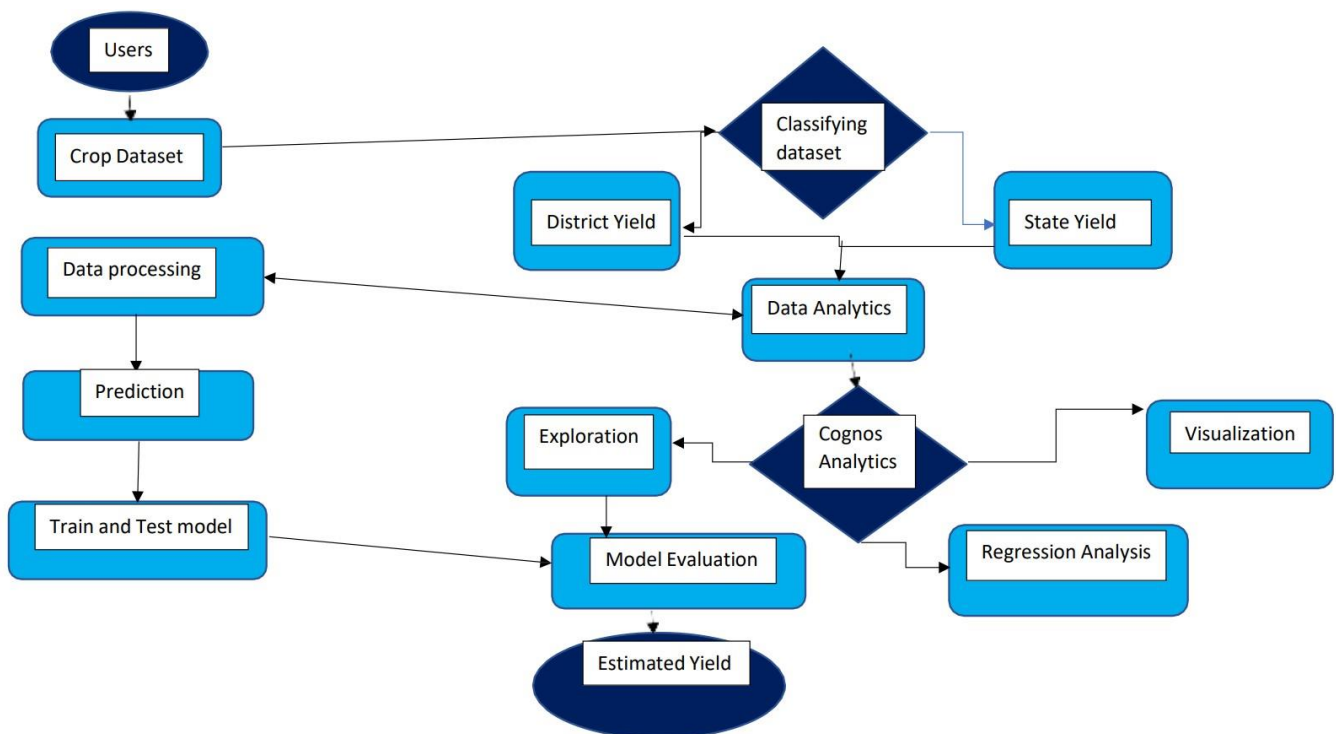 Users
Crop Dataset
Classifying
dataset
District Yield
State Yield
Data processing
Data Analytics
Prediction
Exploration
Cognos
Analytics
Visualization
Train and Test model
Model Evaluation
Regression Analysis
Estimated Yield